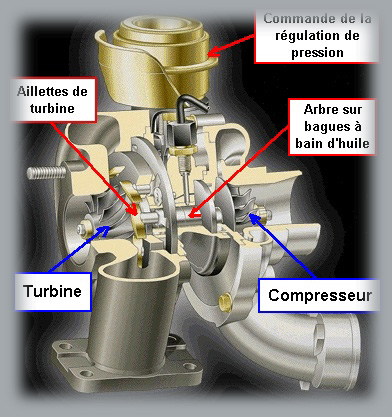 Commande de la
régulation de
pression
Aillettes de
turbine
Arbre sur
bagues à
bain d'huile
Turbine
Compresseur